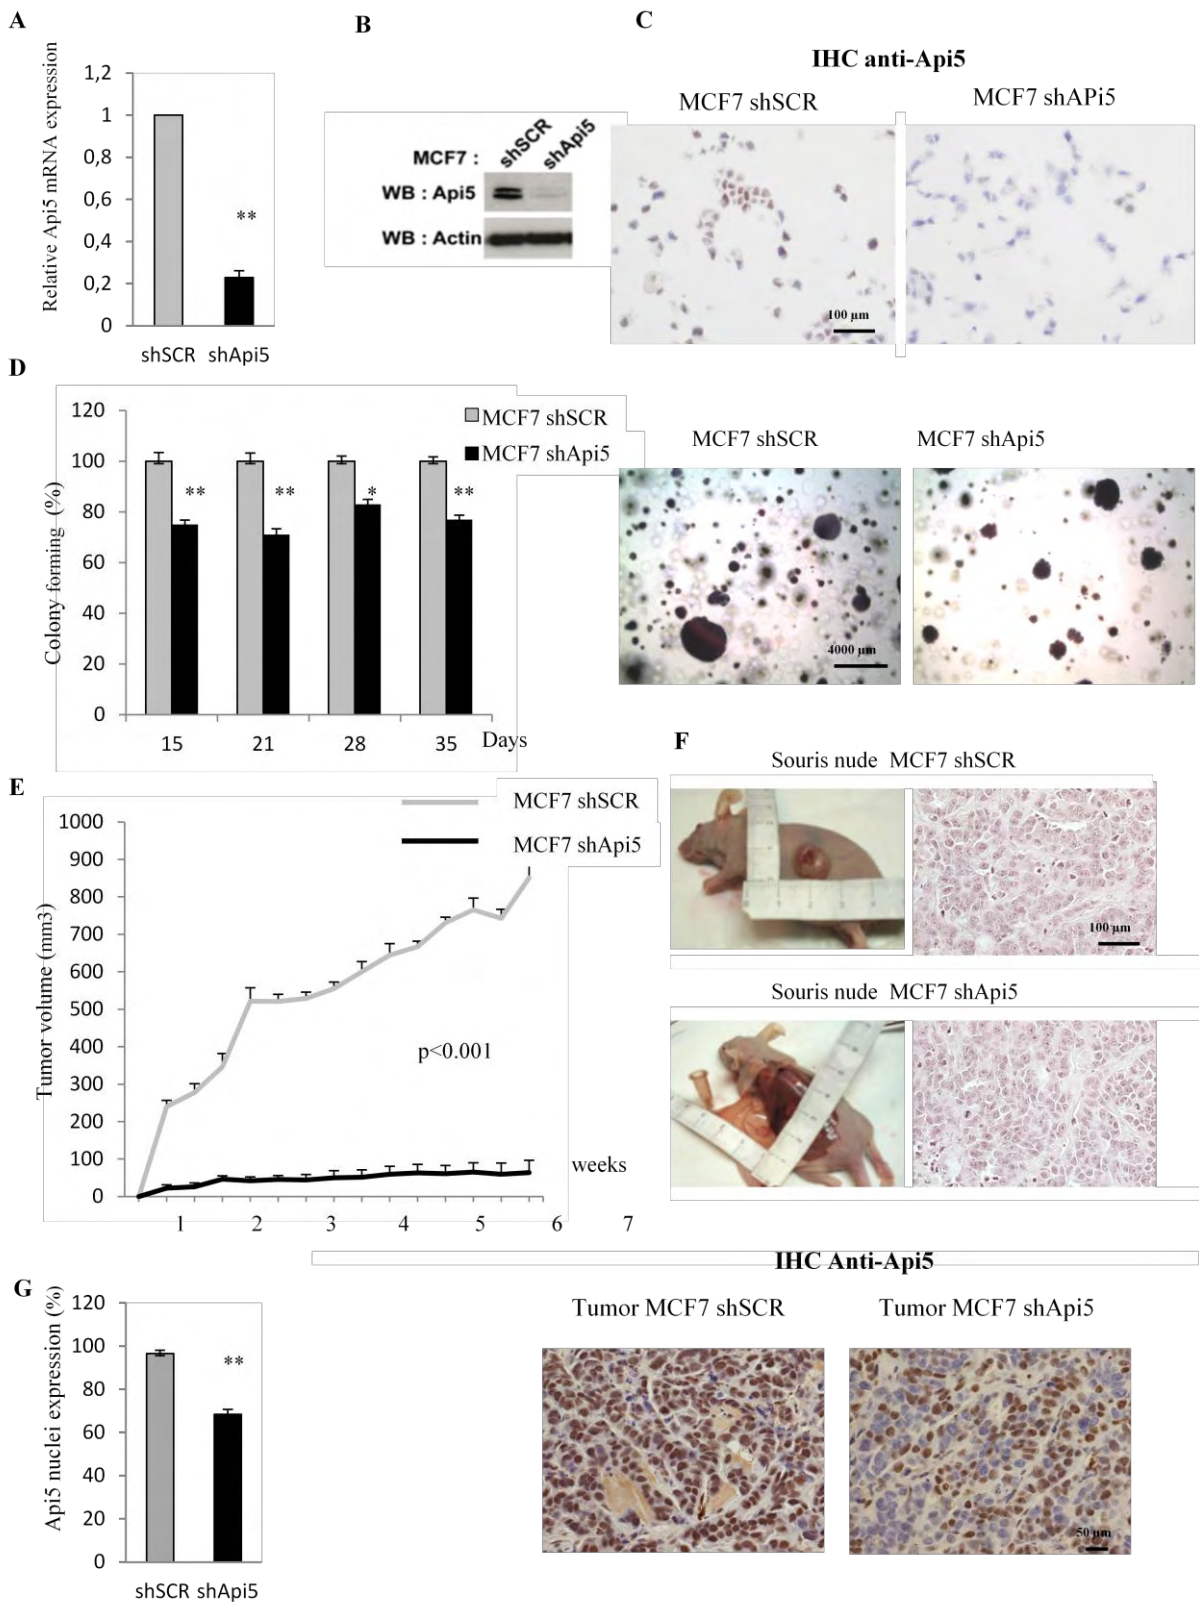 A
Relative Api5 mRNA expression
1,2
1
0,8
0,6
0,4
0,2
0
**
shSCR shApi5
B
MCF7 :
shSCR
shApi5
WB : Api5
WB : Actin
C
IHC anti-Api5
MCF7 shSCR
MCF7 shAPi5
100 µm
D
Colony forming (%)
120
100
80
60
40
20
0
MCF7 shSCR
MCF7 shApi5
** ** * **
15 21 28 35 Days
MCF7 shSCR
MCF7 shApi5
4000 µm
E
Tumor volume (mm3)
1000
900
800
700
600
500
400
300
200
100
0
MCF7 shSCR
MCF7 shApi5
p<0.001
weeks
1 2 3 4 5 6 7
F
Souris nude MCF7 shSCR
100 µm
Souris nude MCF7 shApi5
G
Api5 nuclei expression (%)
120
100
80
60
40
20
0
**
shSCR shApi5
IHC Anti-Api5
Tumor MCF7 shSCR
Tumor MCF7 shApi5
50 µm